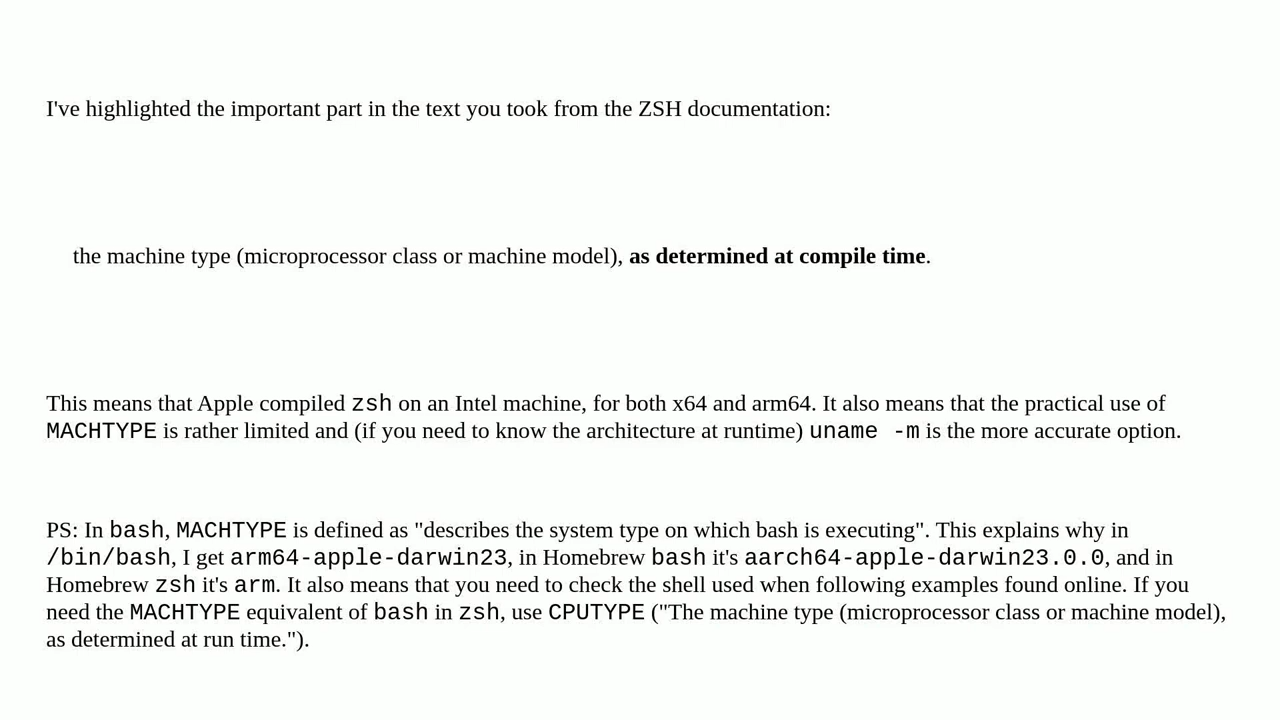 I've highlighted the important part in the text you took from the ZSH documentation:
the machine type (microprocessor class or machine model), as determined at compile time.
This means that Apple compiled zsh on an Intel machine, for both x64 and arm64. It also means that the practical use of
MACHTYPE is rather limited and (if you need to know the architecture at runtime) uname -m is the more accurate option.
PS: In bash, MACHTYPE is defined as "describes the system type on which bash is executing". This explains why in
/bin/bash, I get arm64-apple-darwin23, in Homebrew bash it's aarch64-apple-darwin23.0.0, and in
Homebrew zsh it's arm. It also means that you need to check the shell used when following examples found online. If you
need the MACHTYPE equivalent of bash in zsh, use CPUTYPE ("The machine type (microprocessor class or machine model),
as determined at run time.").